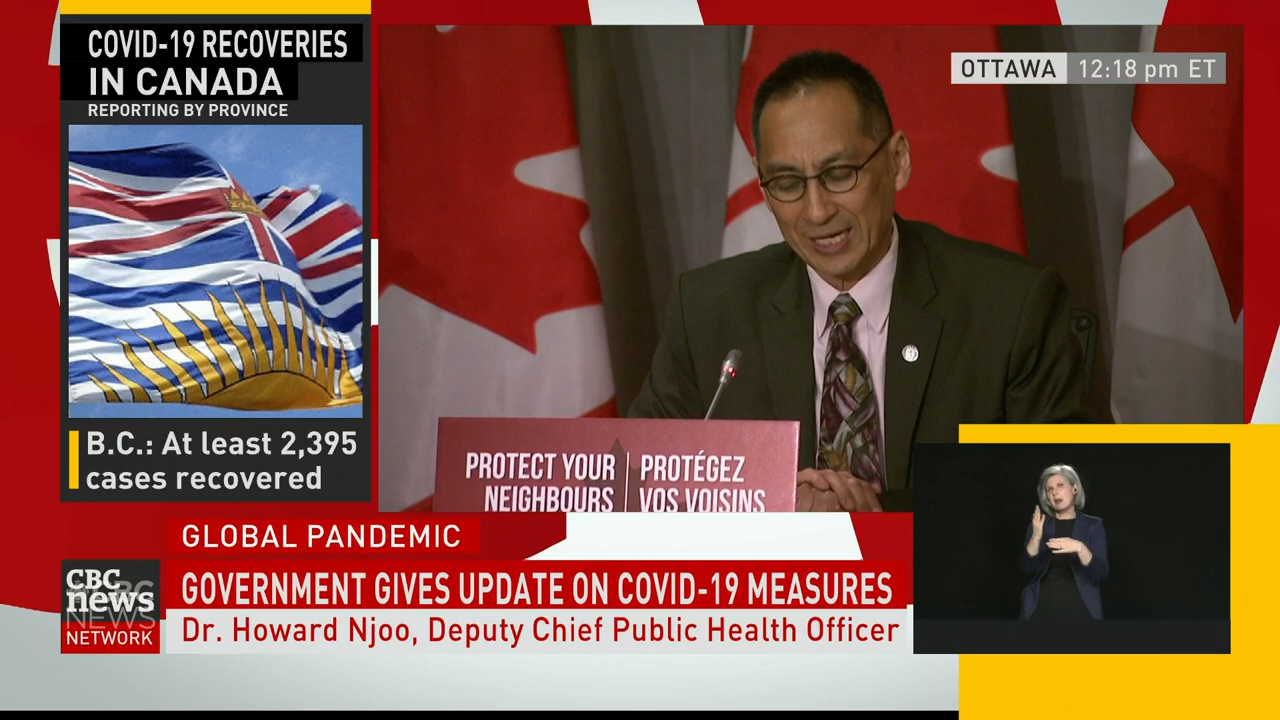 COVID-19 RECOVERIES
IN CANADA
REPORTING BY PROVINCE
B.C.: At least 2,395
cases recovered
OTTAWA 12:18 pm ET
PROTECT YOUR
NEIGHBOURS
PROTÉGEZ
VOS VOISINS
GLOBAL PANDEMIC
CBC
news
NEWS
NETWORK
GOVERNMENT GIVES UPDATE ON COVID-19 MEASURES
Dr. Howard Njoo, Deputy Chief Public Health Officer